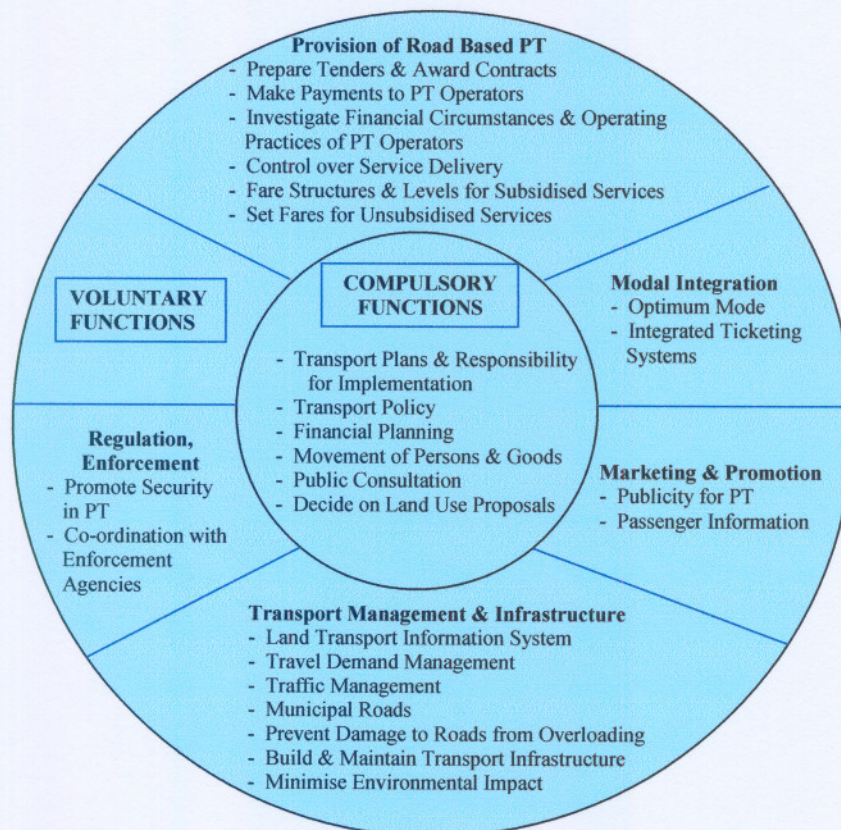 Provision of Road Based PT
- Prepare Tenders & Award Contracts
- Make Payments to PT Operators
- Investigate Financial Circumstances & Operating
Practices of PT Operators
- Control over Service Delivery
- Fare Structures & Levels for Subsidised Services
- Set Fares for Unsubsidised Services
VOLUNTARY
FUNCTIONS
COMPULSORY
FUNCTIONS
- Transport Plans & Responsibility
for Implementation
- Transport Policy
- Financial Planning
- Movement of Persons & Goods
- Public Consultation
- Decide on Land Use Proposals
Modal Integration
- Optimum Mode
- Integrated Ticketing
Systems
Regulation,
Enforcement
- Promote Security
in PT
- Co-ordination with
Enforcement
Agencies
Marketing & Promotion
- Publicity for PT
- Passenger Information
Transport Management & Infrastructure
- Land Transport Information System
- Travel Demand Management
- Traffic Management
- Municipal Roads
- Prevent Damage to Roads from Overloading
- Build & Maintain Transport Infrastructure
- Minimise Environmental Impact